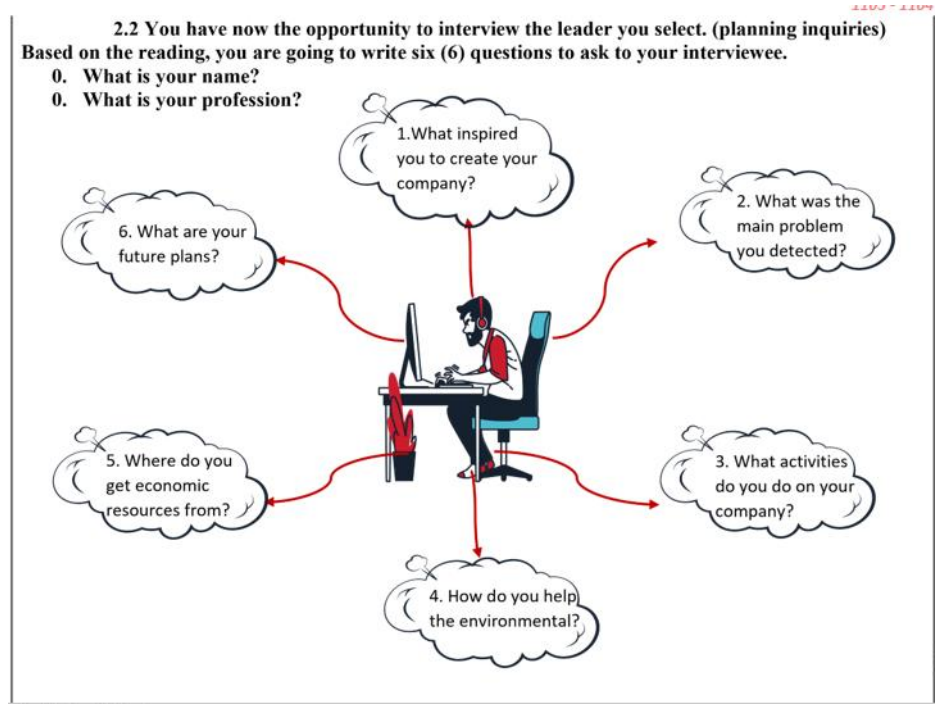 2.2 You have now the opportunity to interview the leader you select. (planning inquiries)
Based on the reading, you are going to write six (6) questions to ask to your interviewee.
0. What is your name?
0. What is your profession?
1.What inspired
you to create your
company?
2. What was the
main problem
you detected?
3. What activities
do you do on your
company?
4. How do you help
the environmental?
5. Where do you
get economic
resources from?
6. What are your
future plans?